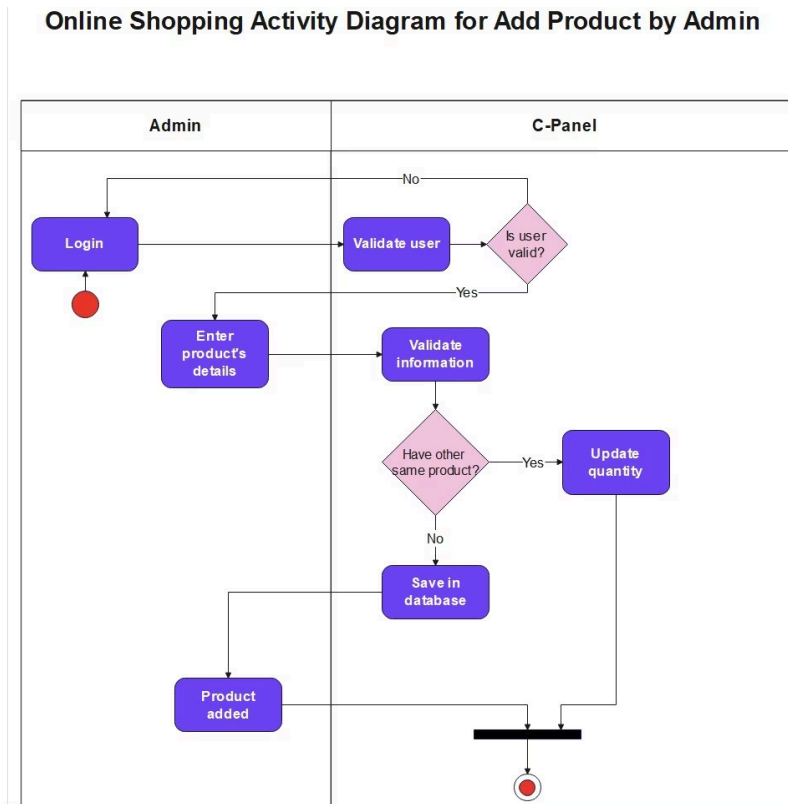 Online Shopping Activity Diagram for Add Product by Admin
Admin
C-Panel
No
Login
Validate user
Is user
valid?
Yes
Enter
product's
details
Validate
information
Have other
same product?
Yes
Update
quantity
No
Save in
database
Product
added